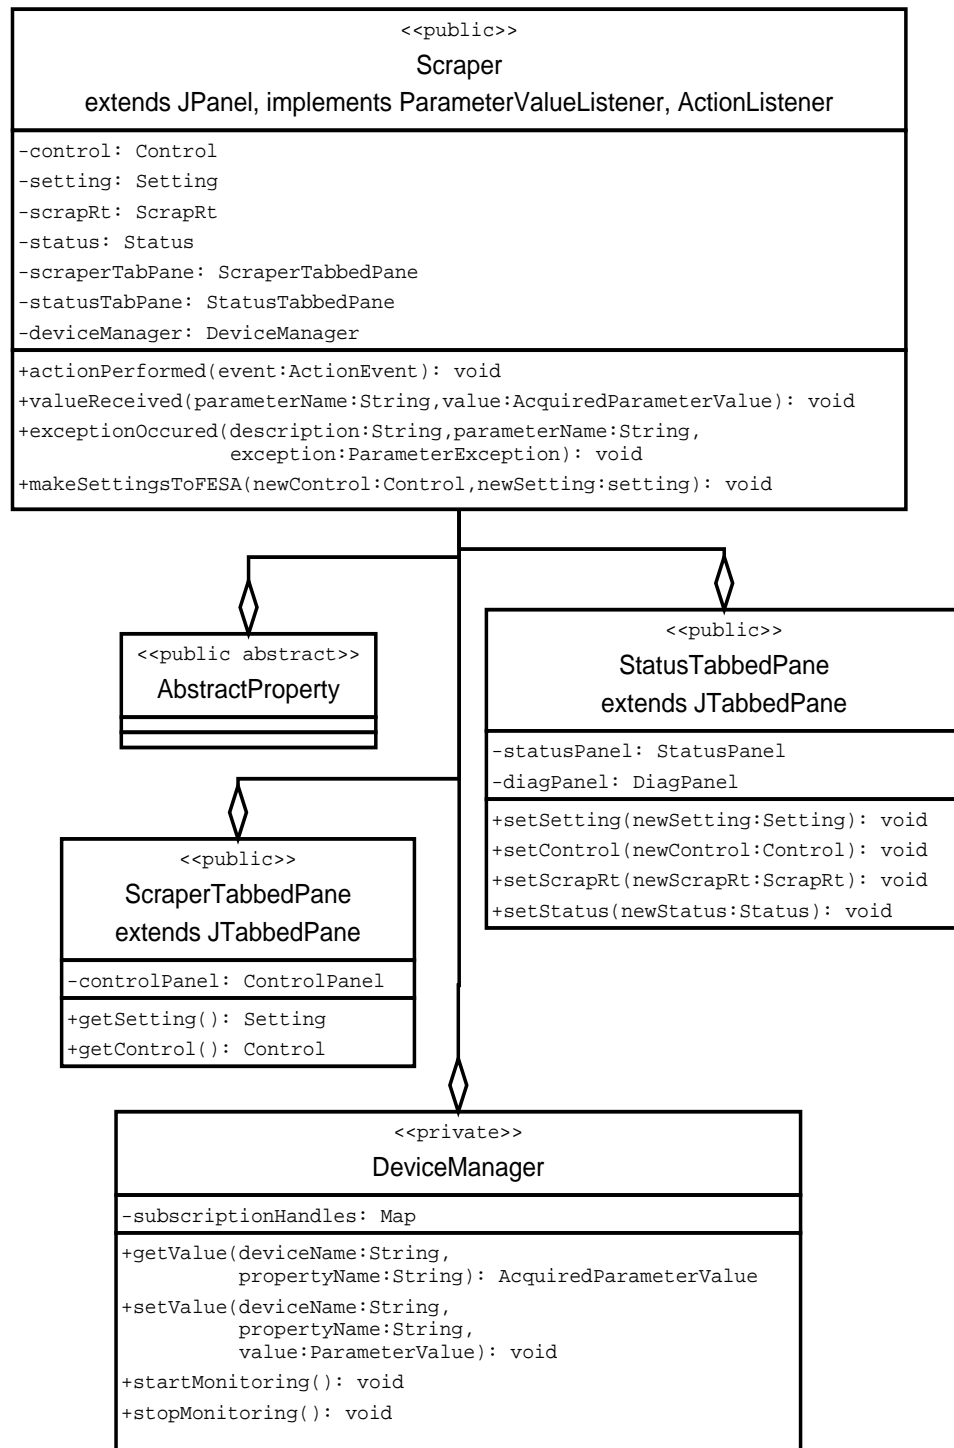 <<public>>
Scraper
extends JPanel, implements ParameterValueListener, ActionListener
-control: Control
-setting: Setting
-scrapRt: ScrapRt
-status: Status
-scraperTabPane: ScraperTabbedPane
-statusTabPane: StatusTabbedPane
-deviceManager: DeviceManager
+actionPerformed(event:ActionEvent): void
+valueReceived(parameterName:String,value:AcquiredParameterValue): void
+exceptionOccured(description:String,parameterName:String,
exception:ParameterException): void
+makeSettingsToFESA(newControl:Control,newSetting:setting): void
<<public abstract>>
AbstractProperty
<<public>>
StatusTabbedPane
extends JTabbedPane
-statusPanel: StatusPanel
-diagPanel: DiagPanel
+setSetting(newSetting:Setting): void
+setControl(newControl:Control): void
+setScrapRt(newScrapRt:ScrapRt): void
+setStatus(newStatus:Status): void
<<public>>
ScraperTabbedPane
extends JTabbedPane
-controlPanel: ControlPanel
+getSetting(): Setting
+getControl(): Control
<<private>>
DeviceManager
-subscriptionHandles: Map
+getValue(deviceName:String,
propertyName:String): AcquiredParameterValue
+setValue(deviceName:String,
propertyName:String,
value:ParameterValue): void
+startMonitoring(): void
+stopMonitoring(): void